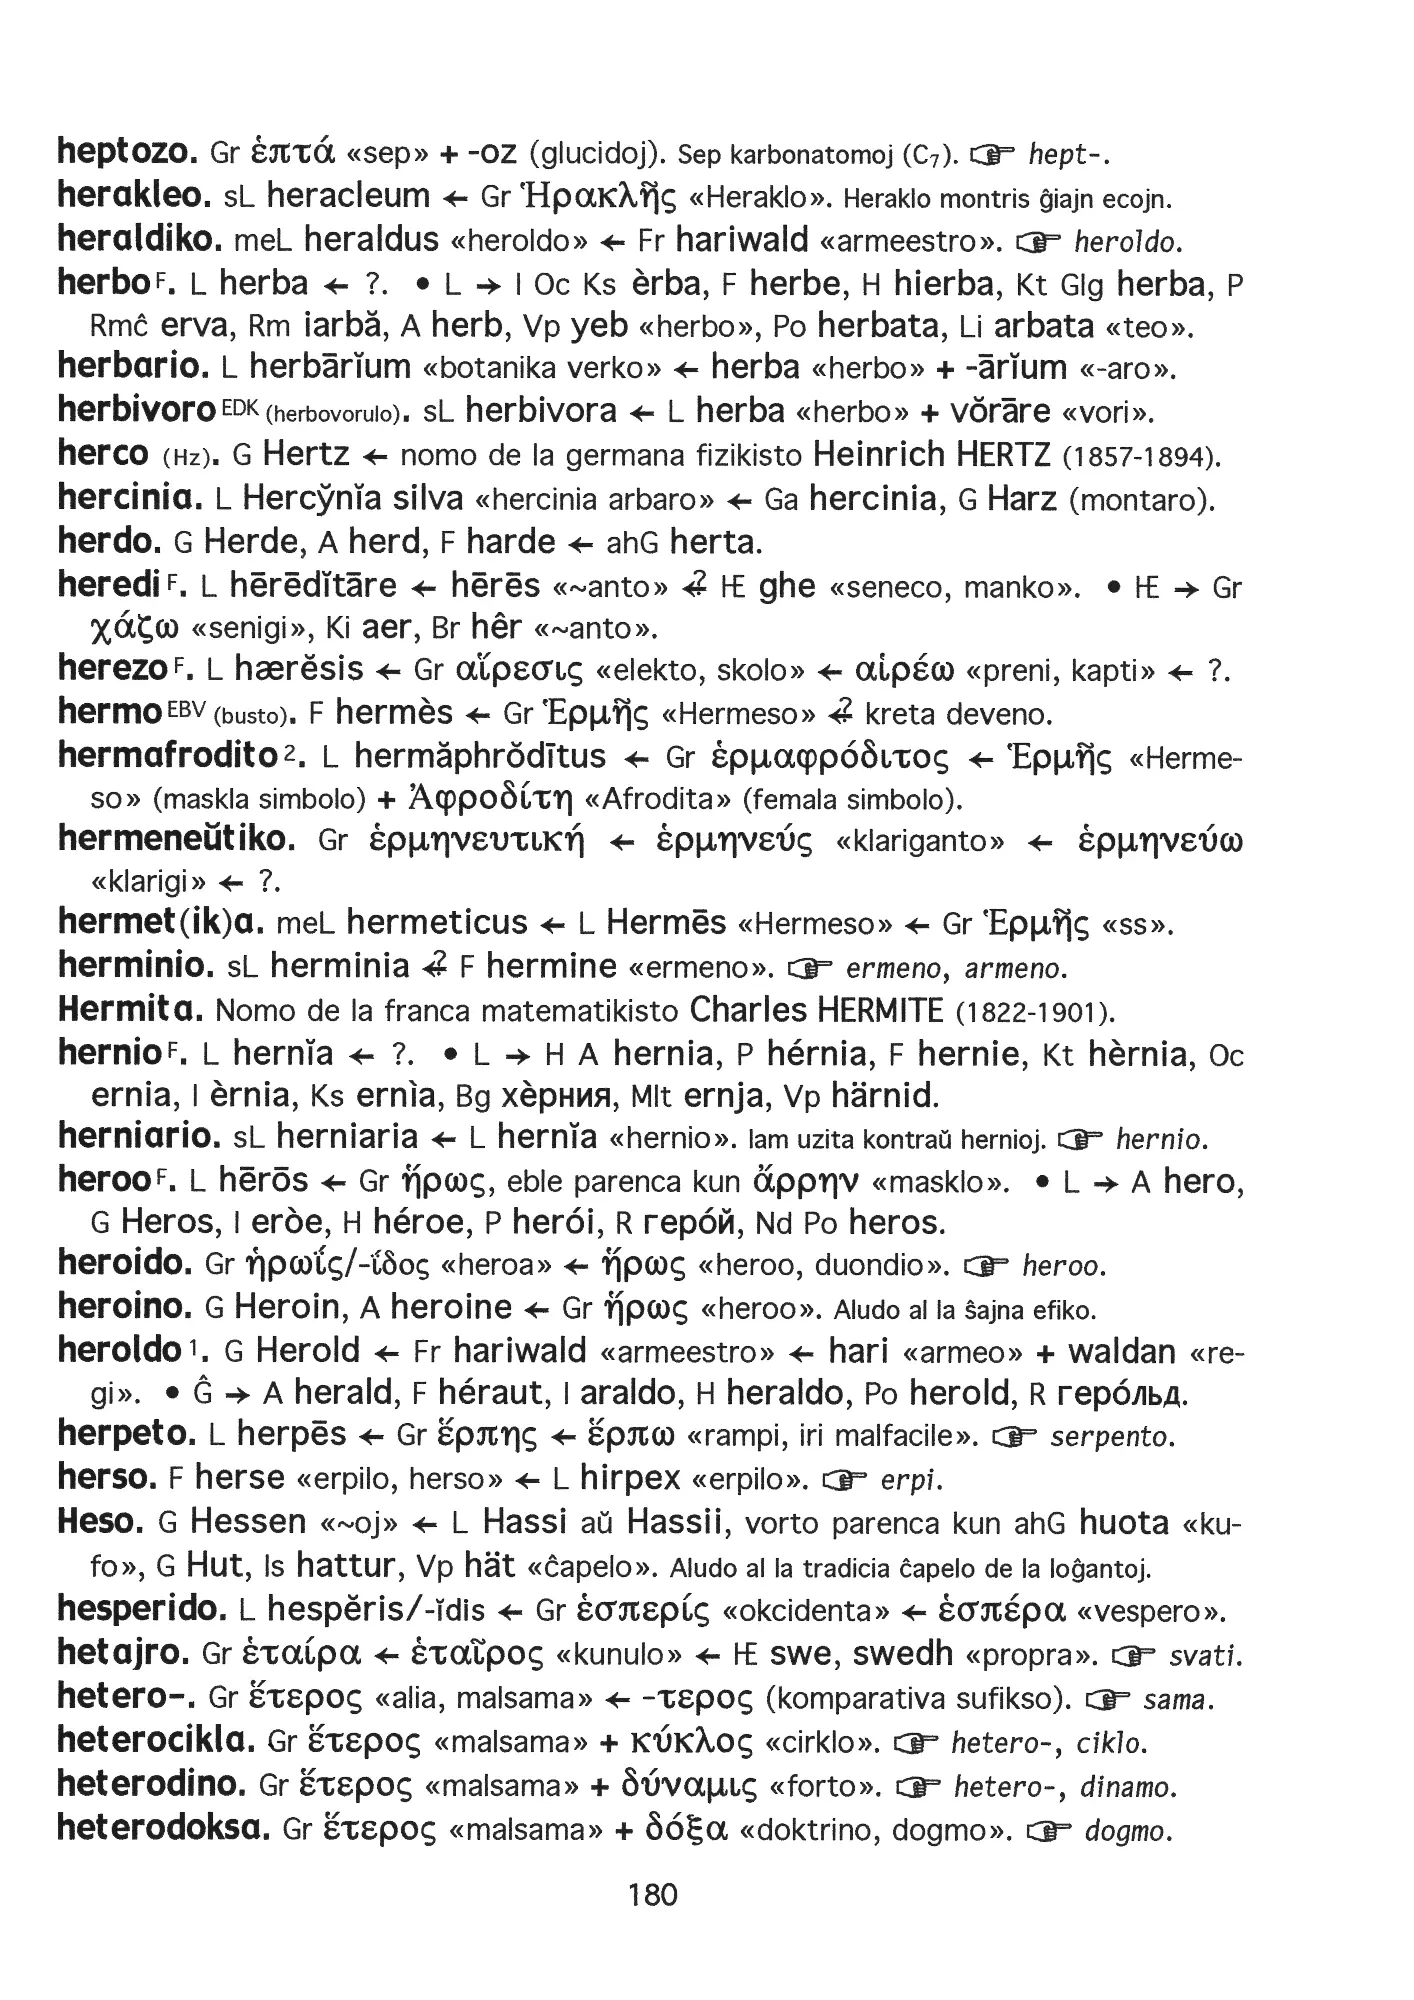 heptozo. Gr ἑπτά «sep» + -oz (glucidoj). Sep karbonatomoj (C₇). ☞ hept-.
herakleo. sL heracleum ← Gr Ἡρακλῆς «Heraklo». Heraklo montris ĝiajn ecojn.
heraldiko. meL heraldus «heroldo» ← Fr hariwald «armeestro». ☞ heroldo.
herbo F. L herba ← ?. • L → I Oc Ks èrba, F herbe, H hierba, Kt Glg herba, P
Rmĉ erva, Rm iarbă, A herb, Vp yeb «herbo», Po herbata, Li arbata «teo».
herbario. L herbārĭum «botanika verko» ← herba «herbo» + -ārĭum «-aro».
herbivoro EDK (herbovorulo). sL herbivora ← L herba «herbo» + vŏrāre «vori».
herco (Hz). G Hertz ← nomo de la germana fizikisto Heinrich HERTZ (1857-1894).
hercinia. L Hercy̆nĭa silva «hercinia arbaro» ← Ga hercinia, G Harz (montaro).
herdo. G Herde, A herd, F harde ← ahG herta.
heredi F. L hērēdĭtāre ← hērēs «~anto» ←? HE ghe «seneco, manko». • HE → Gr
χάζω «senigi», Ki aer, Br hêr «~anto».
herezo F. L hærĕsis ← Gr αἵρεσις «elekto, skolo» ← αἱρέω «preni, kapti» ← ?.
hermo EBV (busto). F hermès ← Gr Ἑρμῆς «Hermeso» ←? kreta deveno.
hermafrodito 2. L hermăphrŏdītus ← Gr ἑρμαφρόδιτος ← Ἑρμῆς «Herme-
so» (maskla simbolo) + Ἀφροδίτη «Afrodita» (femala simbolo).
hermeneŭtiko. Gr ἑρμηνευτική ← ἑρμηνεύς «klariganto» ← ἑρμηνεύω
«klarigi» ← ?.
hermet(ik)a. meL hermeticus ← L Hermēs «Hermeso» ← Gr Ἑρμῆς «ss».
herminio. sL herminia ←? F hermine «ermeno». ☞ ermeno, armeno.
Hermita. Nomo de la franca matematikisto Charles HERMITE (1822-1901).
hernio F. L hernĭa ← ?. • L → H A hernia, P hérnia, F hernie, Kt hèrnia, Oc
ernia, I èrnia, Ks ernìa, Bg хѐрния, Mlt ernja, Vp härnid.
herniario. sL herniaria ← L hernĭa «hernio». Iam uzita kontraŭ hernioj. ☞ hernio.
heroo F. L hērōs ← Gr ἥρως, eble parenca kun ἄρρην «masklo». • L → A hero,
G Heros, I eròe, H héroe, P herói, R герóй, Nd Po heros.
heroido. Gr ἡρωΐς/-ΐδος «heroa» ← ἥρως «heroo, duondio». ☞ heroo.
heroino. G Heroin, A heroine ← Gr ἥρως «heroo». Aludo al la ŝajna efiko.
heroldo 1. G Herold ← Fr hariwald «armeestro» ← hari «armeo» + waldan «re-
gi». • Ĝ → A herald, F héraut, I araldo, H heraldo, Po herold, R герóльд.
herpeto. L herpēs ← Gr ἕρπης ← ἕρπω «rampi, iri malfacile». ☞ serpento.
herso. F herse «erpilo, herso» ← L hirpex «erpilo». ☞ erpi.
Heso. G Hessen «~oj» ← L Hassi aŭ Hassii, vorto parenca kun ahG huota «ku-
fo», G Hut, Is hattur, Vp hät «ĉapelo». Aludo al la tradicia ĉapelo de la loĝantoj.
hesperido. L hespĕris/-ĭdis ← Gr ἑσπερίς «okcidenta» ← ἑσπέρα «vespero».
hetajro. Gr ἑταίρα ← ἑταῖρος «kunulo» ← HE swe, swedh «propra». ☞ svati.
hetero-. Gr ἕτερος «alia, malsama» ← -τερος (komparativa sufikso). ☞ sama.
heterocikla. Gr ἕτερος «malsama» + κύκλος «cirklo». ☞ hetero-, ciklo.
heterodino. Gr ἕτερος «malsama» + δύναμις «forto». ☞ hetero-, dinamo.
heterodoksa. Gr ἕτερος «malsama» + δόξα «doktrino, dogmo». ☞ dogmo.
180